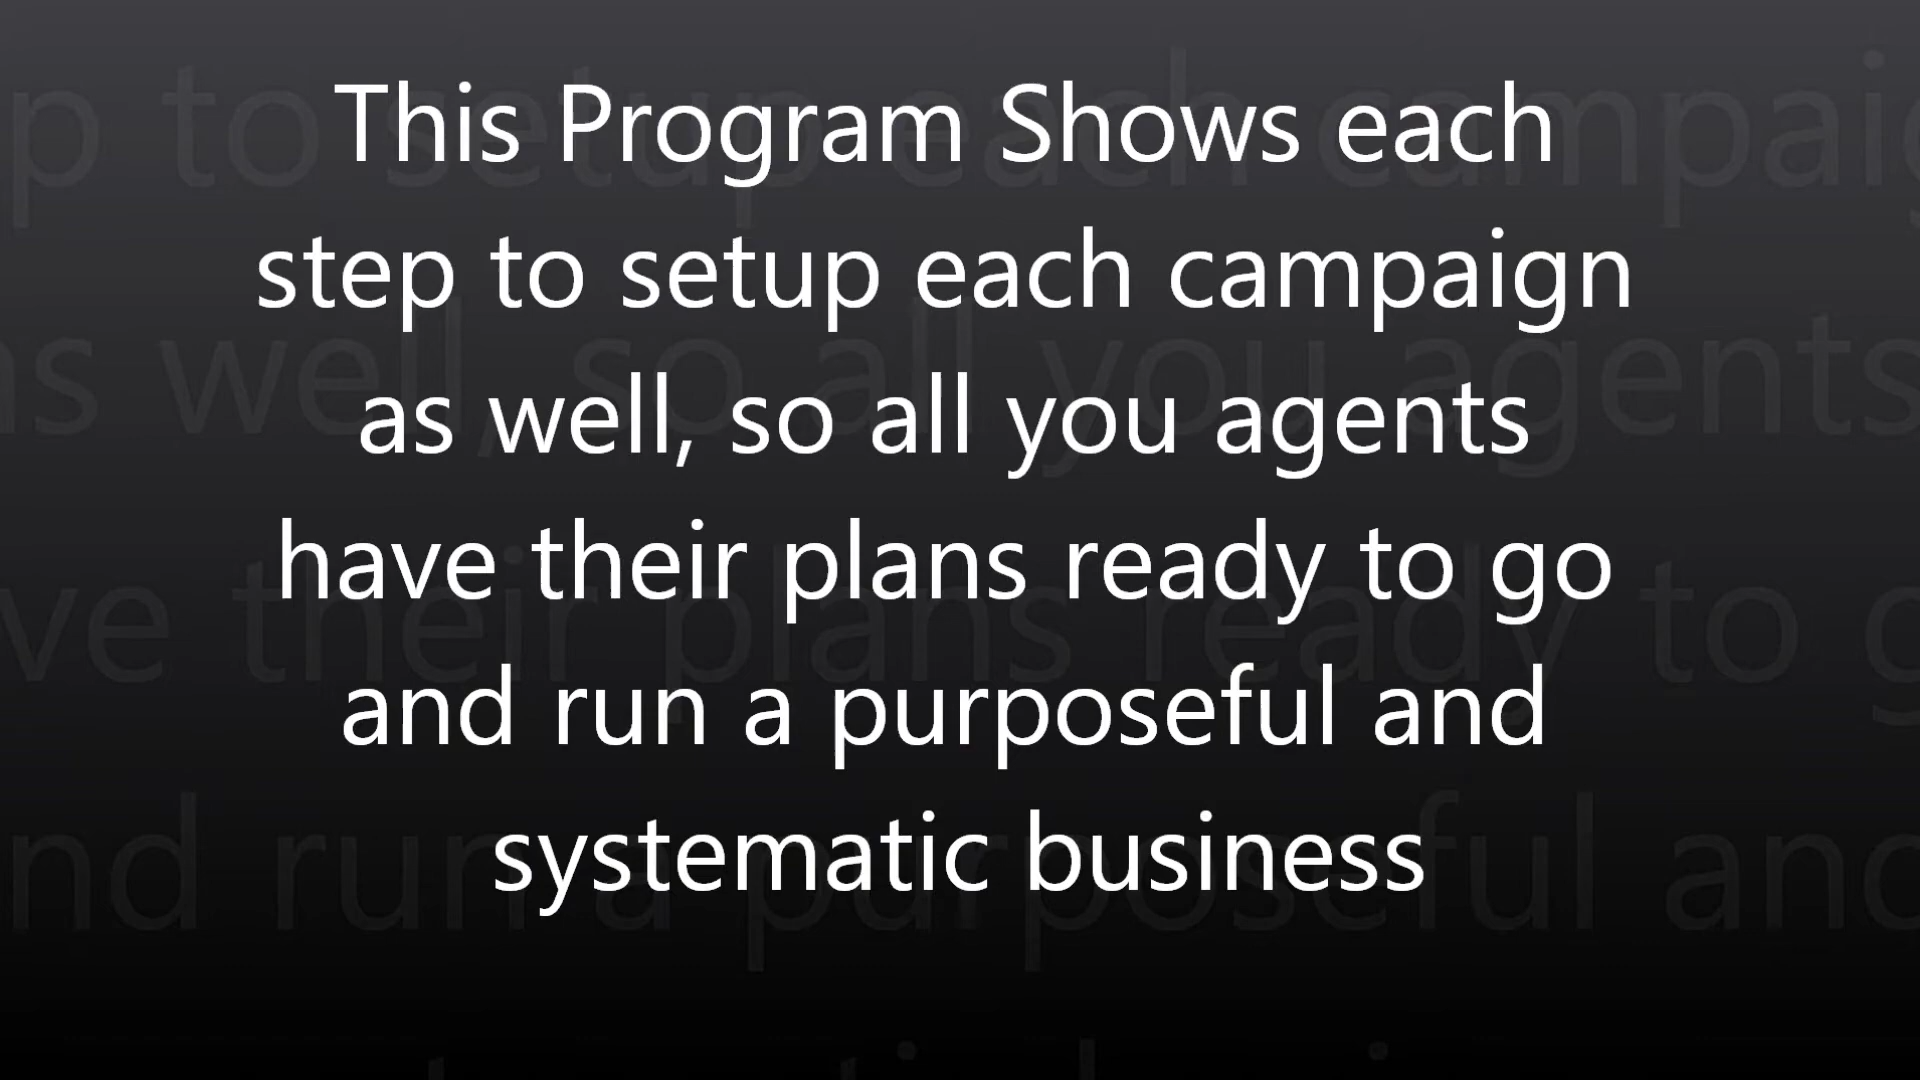 This Program Shows each
step to setup each campaign
as well, so all you agents
have their plans ready to go
and run a purposeful and
systematic business